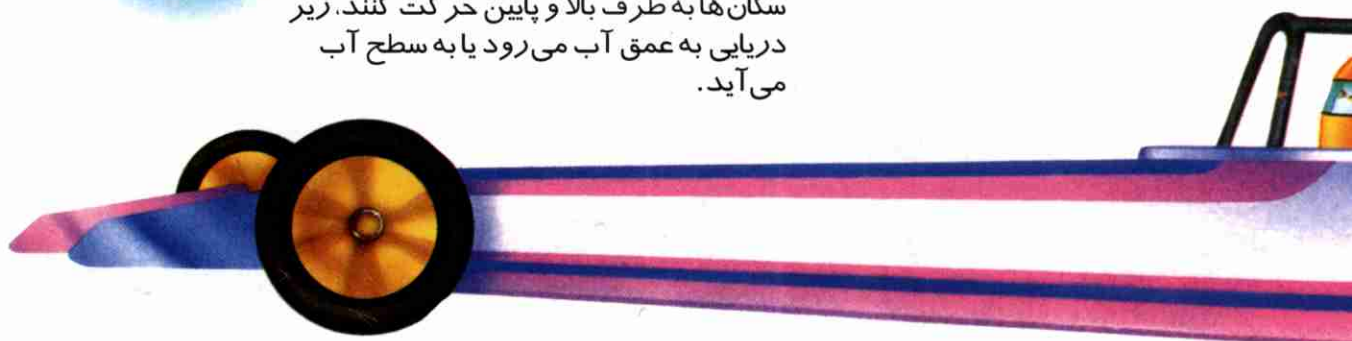 سکان‌ها به طرف بالا و پایین حرکت کنند، زیر
دریایی به عمق آب می‌رود یا به سطح آب
می‌آید.